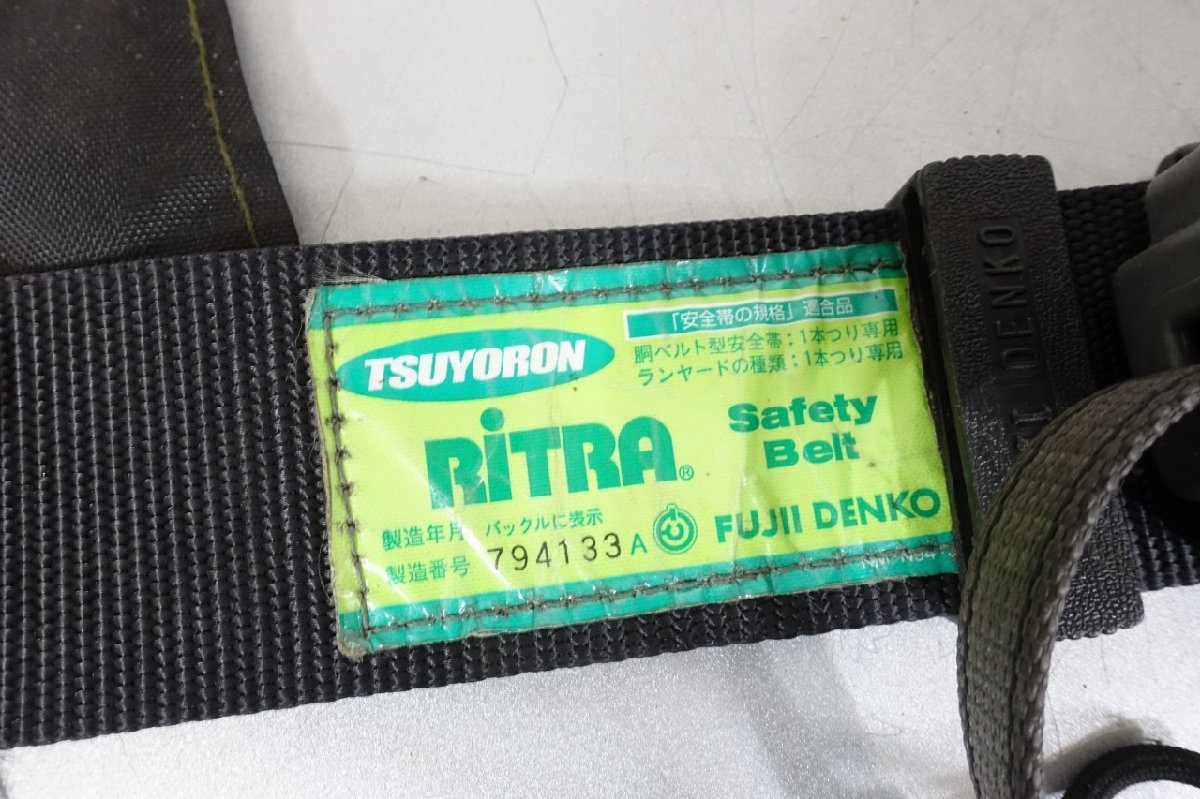 「安全帯の規格」適合品
胴ベルト型安全帯：1本つり専用
ランヤードの種類：1本つり専用
TSUYORON
RiTRA®
Safety
Belt
製造年月 バックルに表示
製造番号 794133A
FUJII DENKO
DENKO